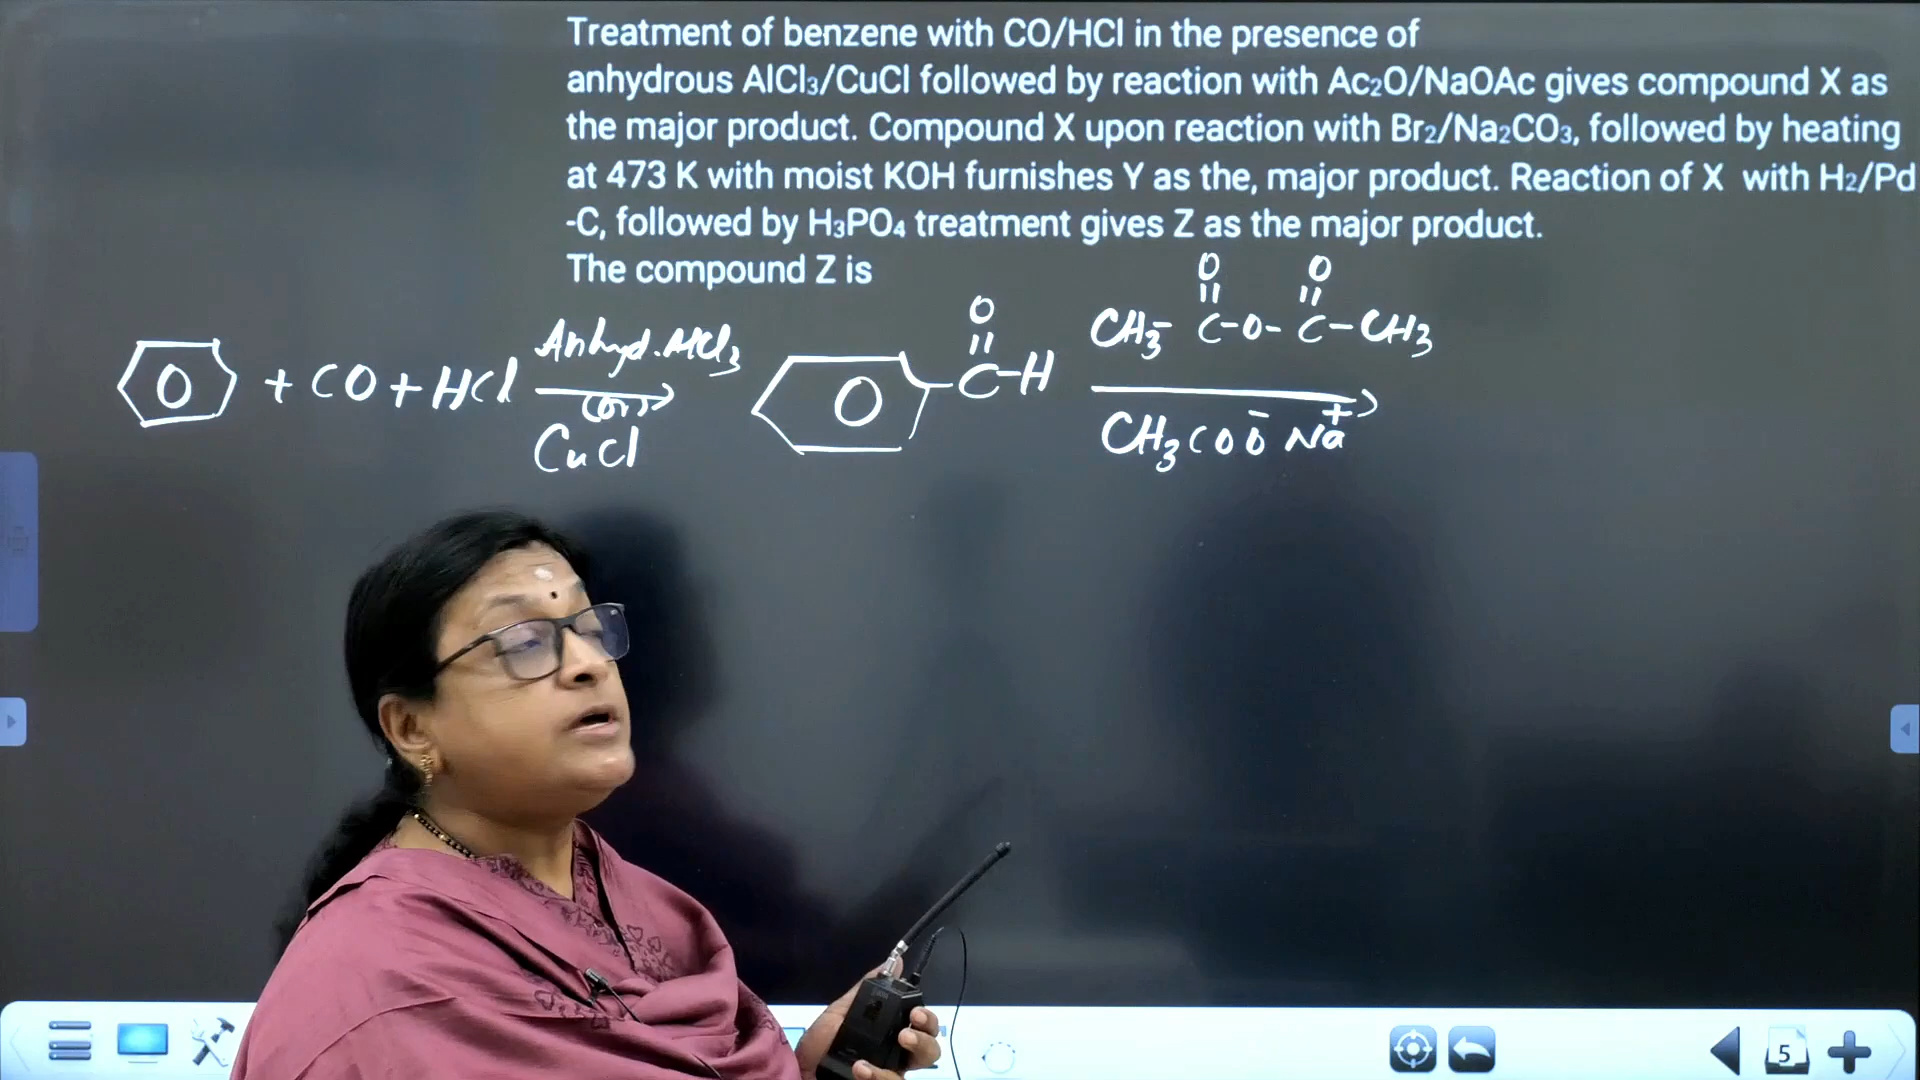 Treatment of benzene with CO/HCl in the presence of
anhydrous AlCl₃/CuCl followed by reaction with Ac₂O/NaOAc gives compound X as
the major product. Compound X upon reaction with Br₂/Na₂CO₃, followed by heating
at 473 K with moist KOH furnishes Y as the, major product. Reaction of X with H₂/Pd
-C, followed by H₃PO₄ treatment gives Z as the major product.
The compound Z is
O O
O
CH₃- C-O- C-CH₃
Anhyd. AlCl₃
O + CO + HCl
(or)
CuCl
O C-H
CH₃COO⁻ Na⁺
5